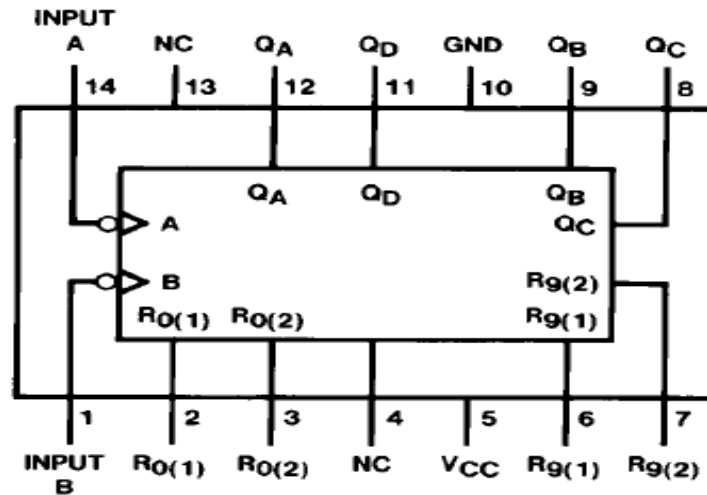 INPUT
A NC QA QD GND QB QC
14 13 12 11 10 9 8
QA QD QB
A QC
B R9(2)
R0(1) R0(2) R9(1)
1 2 3 4 5 6 7
INPUT R0(1) R0(2) NC VCC R9(1) R9(2)
B